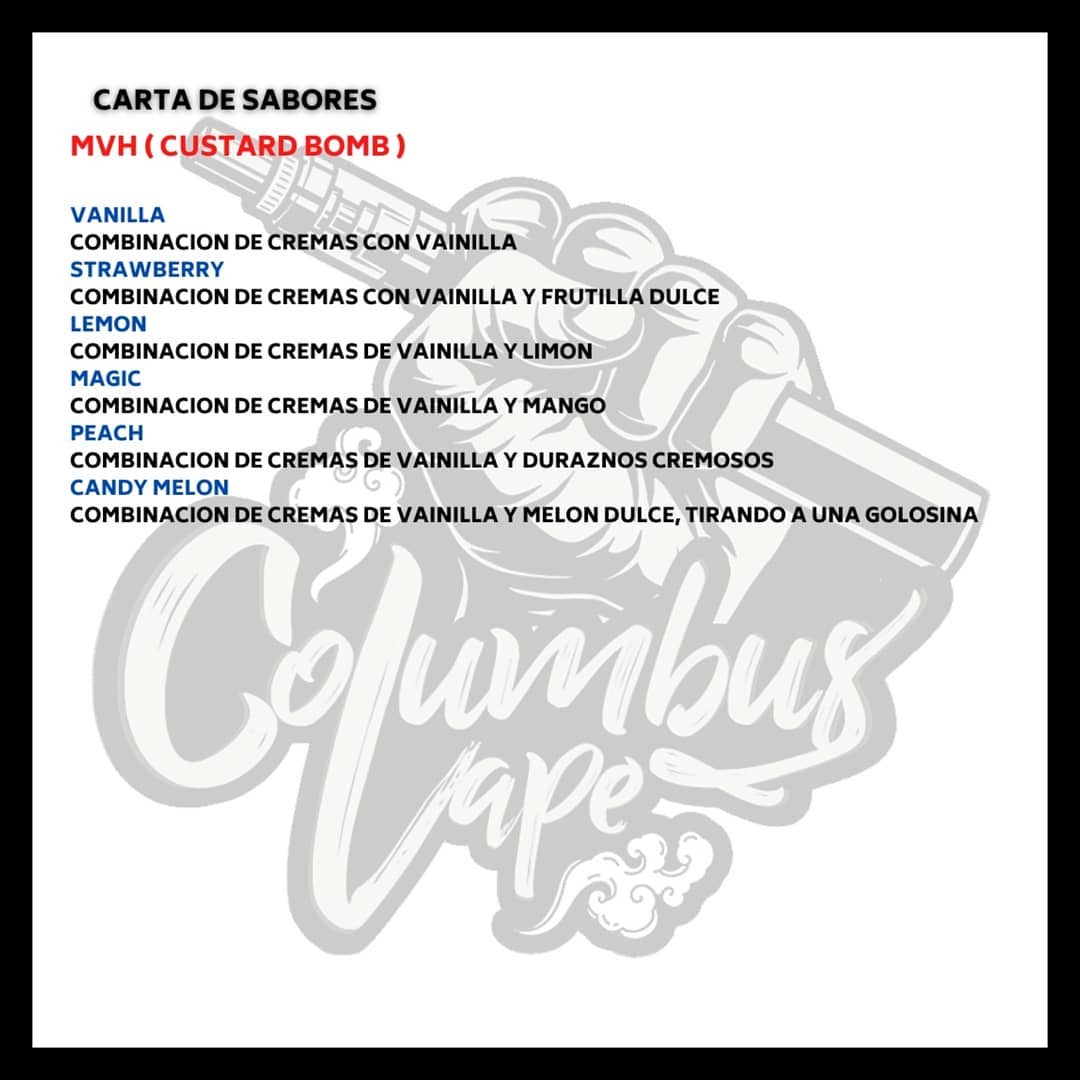 CARTA DE SABORES
MVH ( CUSTARD BOMB )
VANILLA
COMBINACION DE CREMAS CON VAINILLA
STRAWBERRY
COMBINACION DE CREMAS CON VAINILLA Y FRUTILLA DULCE
LEMON
COMBINACION DE CREMAS DE VAINILLA Y LIMON
MAGIC
COMBINACION DE CREMAS DE VAINILLA Y MANGO
PEACH
COMBINACION DE CREMAS DE VAINILLA Y DURAZNOS CREMOSOS
CANDY MELON
COMBINACION DE CREMAS DE VAINILLA Y MELON DULCE, TIRANDO A UNA GOLOSINA
Columbus
Vape